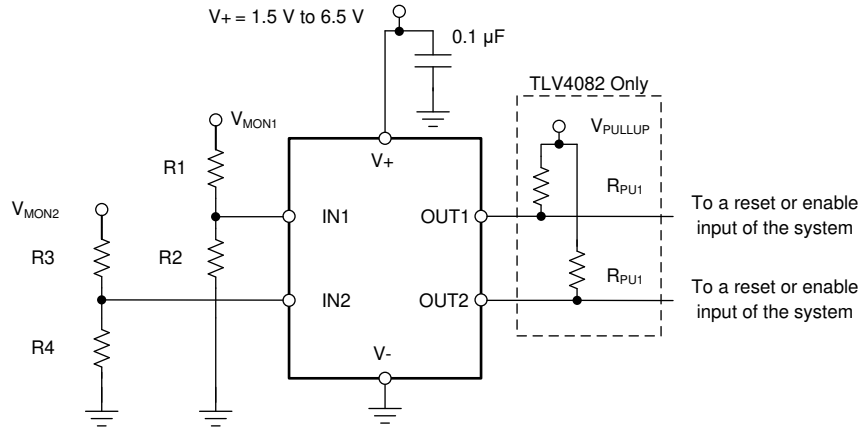 V+ = 1.5 V to 6.5 V
0.1 µF
TLV4082 Only
VPULLUP
VMON1
R1
V+
RPU1
VMON2
IN1
OUT1
To a reset or enable
input of the system
R3
R2
RPU1
IN2
OUT2
To a reset or enable
input of the system
R4
V-